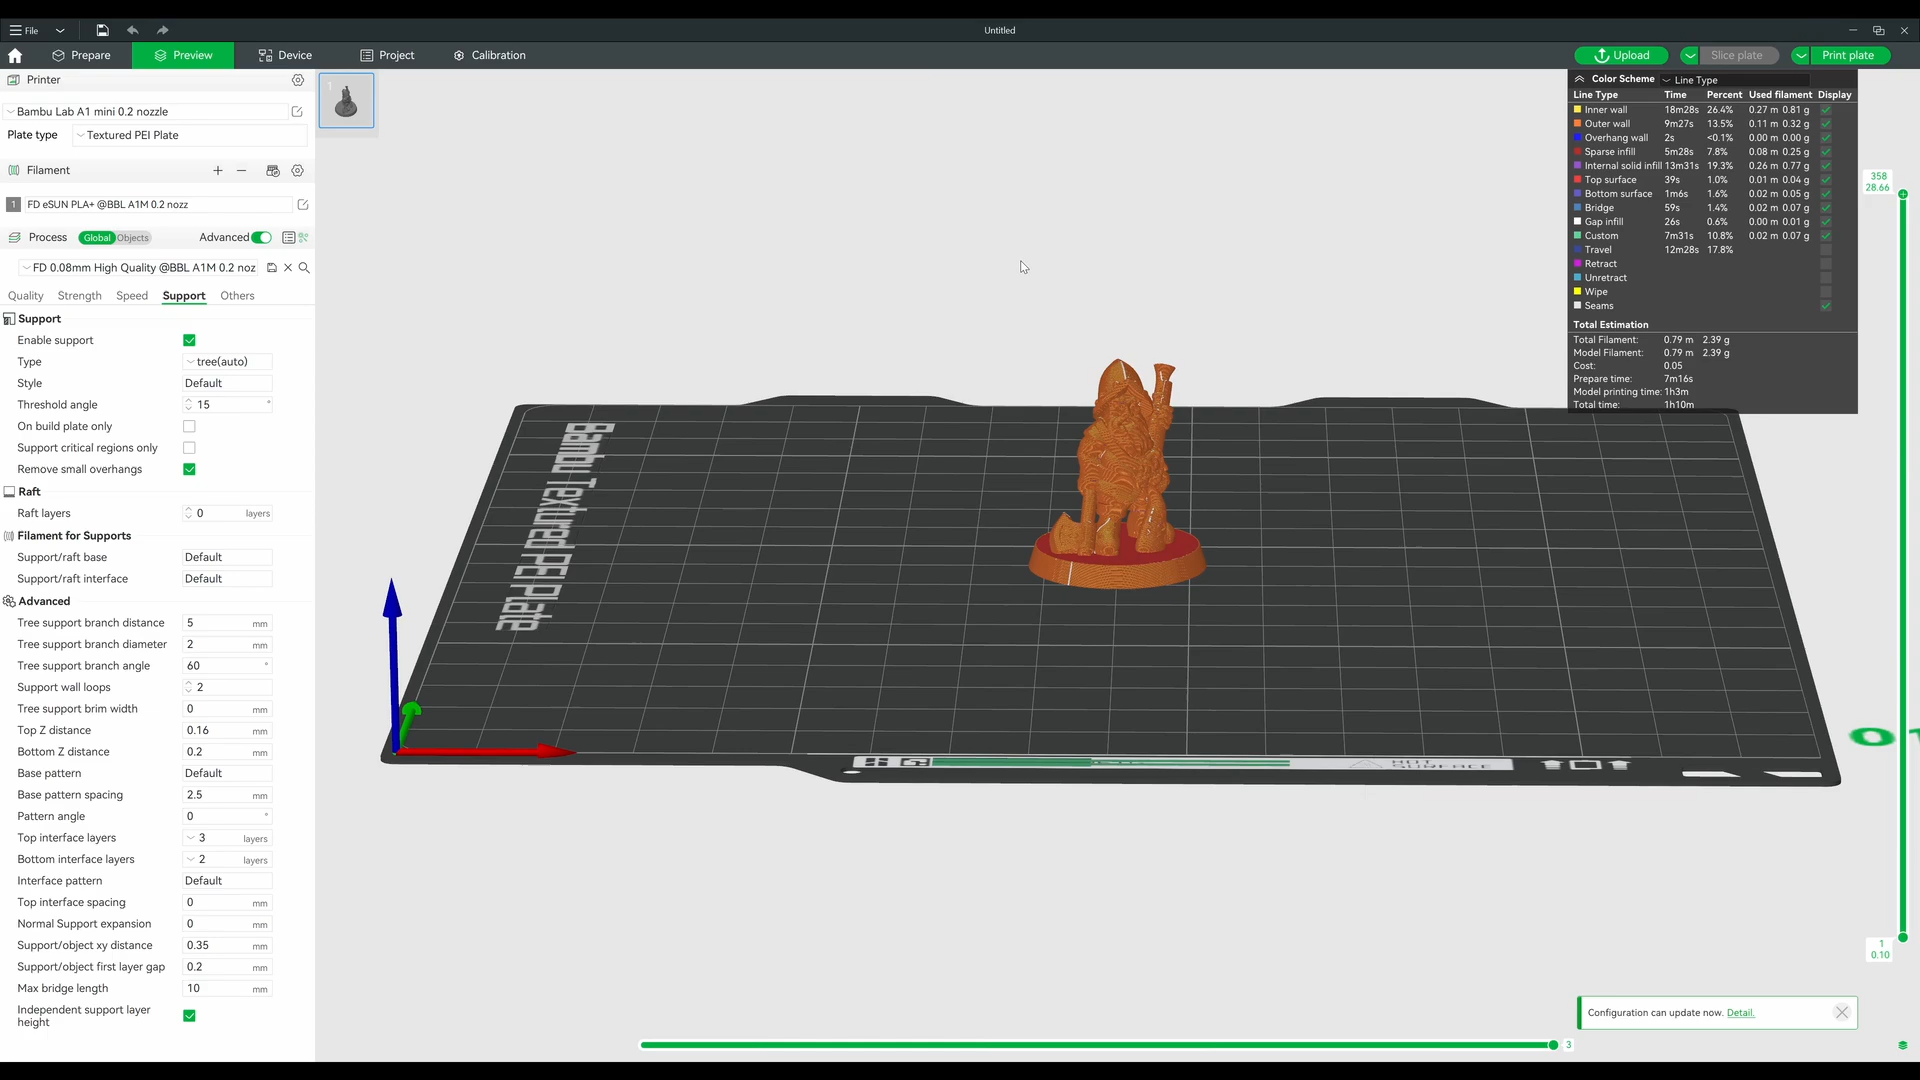 File
Untitled
Prepare
Preview
Device
Project
Calibration
Upload
Slice plate
Print plate
Printer
Bambu Lab A1 mini 0.2 nozzle
Plate type
Textured PEI Plate
Filament
1 FD eSUN PLA+ @BBL A1M 0.2 nozz
Process Global Objects Advanced
FD 0.08mm High Quality @BBL A1M 0.2 noz
Quality Strength Speed Support Others
Support
Enable support
Type tree(auto)
Style Default
Threshold angle 15 °
On build plate only
Support critical regions only
Remove small overhangs
Raft
Raft layers 0 layers
Filament for Supports
Support/raft base Default
Support/raft interface Default
Advanced
Tree support branch distance 5 mm
Tree support branch diameter 2 mm
Tree support branch angle 60 °
Support wall loops 2
Tree support brim width 0 mm
Top Z distance 0.16 mm
Bottom Z distance 0.2 mm
Base pattern Default
Base pattern spacing 2.5 mm
Pattern angle 0 °
Top interface layers 3 layers
Bottom interface layers 2 layers
Interface pattern Default
Top interface spacing 0 mm
Normal Support expansion 0 mm
Support/object xy distance 0.35 mm
Support/object first layer gap 0.2 mm
Max bridge length 10 mm
Independent support layer
height
1
Bambu Textured PEI Plate
HOT
SURFACE
Color Scheme Line Type
Line Type Time Percent Used filament Display
Inner wall 18m28s 26.4% 0.27 m 0.81 g
Outer wall 9m27s 13.5% 0.11 m 0.32 g
Overhang wall 2s <0.1% 0.00 m 0.00 g
Sparse infill 5m28s 7.8% 0.08 m 0.25 g
Internal solid infill 13m31s 19.3% 0.26 m 0.77 g
Top surface 39s 1.0% 0.01 m 0.04 g
Bottom surface 1m6s 1.6% 0.02 m 0.05 g
Bridge 59s 1.4% 0.02 m 0.07 g
Gap infill 26s 0.6% 0.00 m 0.01 g
Custom 7m31s 10.8% 0.02 m 0.07 g
Travel 12m28s 17.8%
Retract
Unretract
Wipe
Seams
Total Estimation
Total Filament: 0.79 m 2.39 g
Model Filament: 0.79 m 2.39 g
Cost: 0.05
Prepare time: 7m16s
Model printing time: 1h3m
Total time: 1h10m
358
28.66
1
0.10
Configuration can update now. Detail.
3